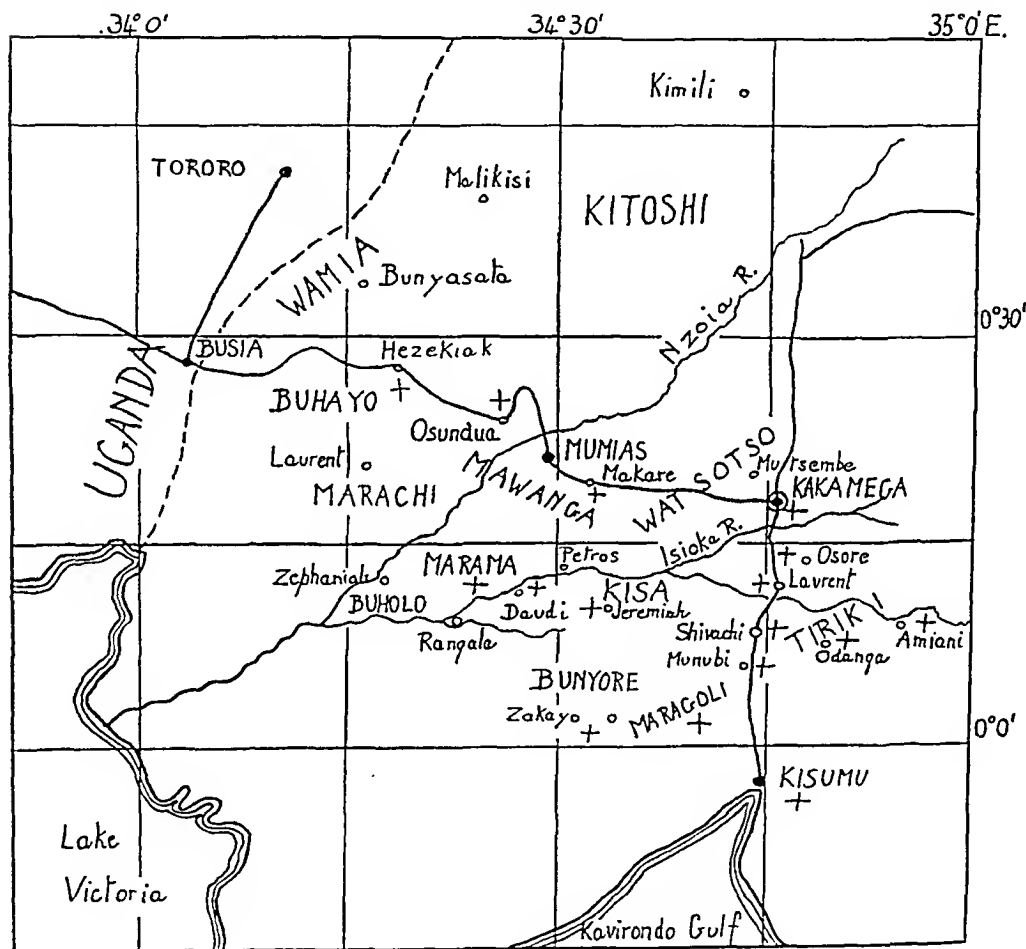 34°0'
34°30'
35°0'E.
Kimili
TORORO
Malikisi
KITOSHI
WAMIA
Bunyasata
Nzoia R.
0°30'
UGANDA
BUSIA
Hezekiak
BUHAYO
Osundua
MUMIAS
Laurent
MARACHI
MAWANGA
Makare
WATSOTSO
Mutsembe
KAKAMEGA
Isioka R.
Petros
Osore
Zephaniah
MARAMA
Lavrent
BUHOLO
Daudi
KISA
Jeremiah
Rangala
Shivachi
TIRIKI
Amiani
Odanga
Munubi
BUNYORE
Zakayo
MARAGOLI
0°0'
KISUMU
Lake
Victoria
Kavirondo Gulf